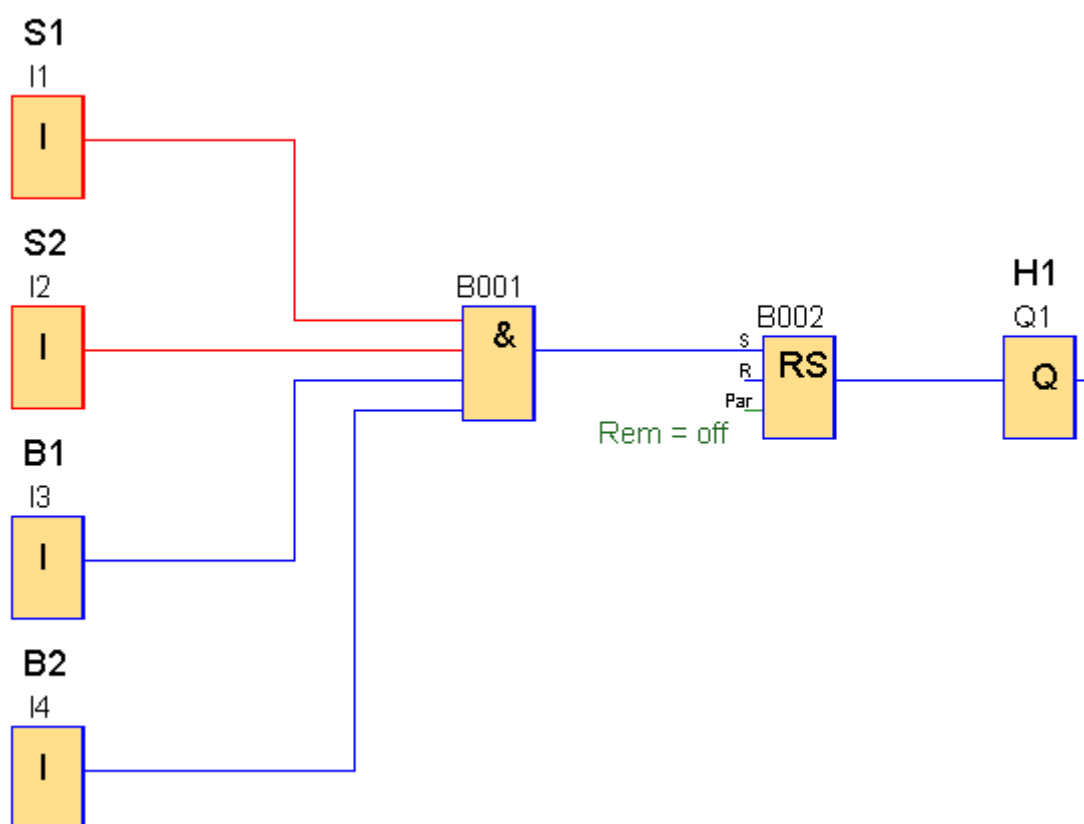 S1
I1
I
S2
I2
I
B1
I3
I
B2
I4
I
B001
&
B002
S
R
Par
RS
Rem = off
H1
Q1
Q